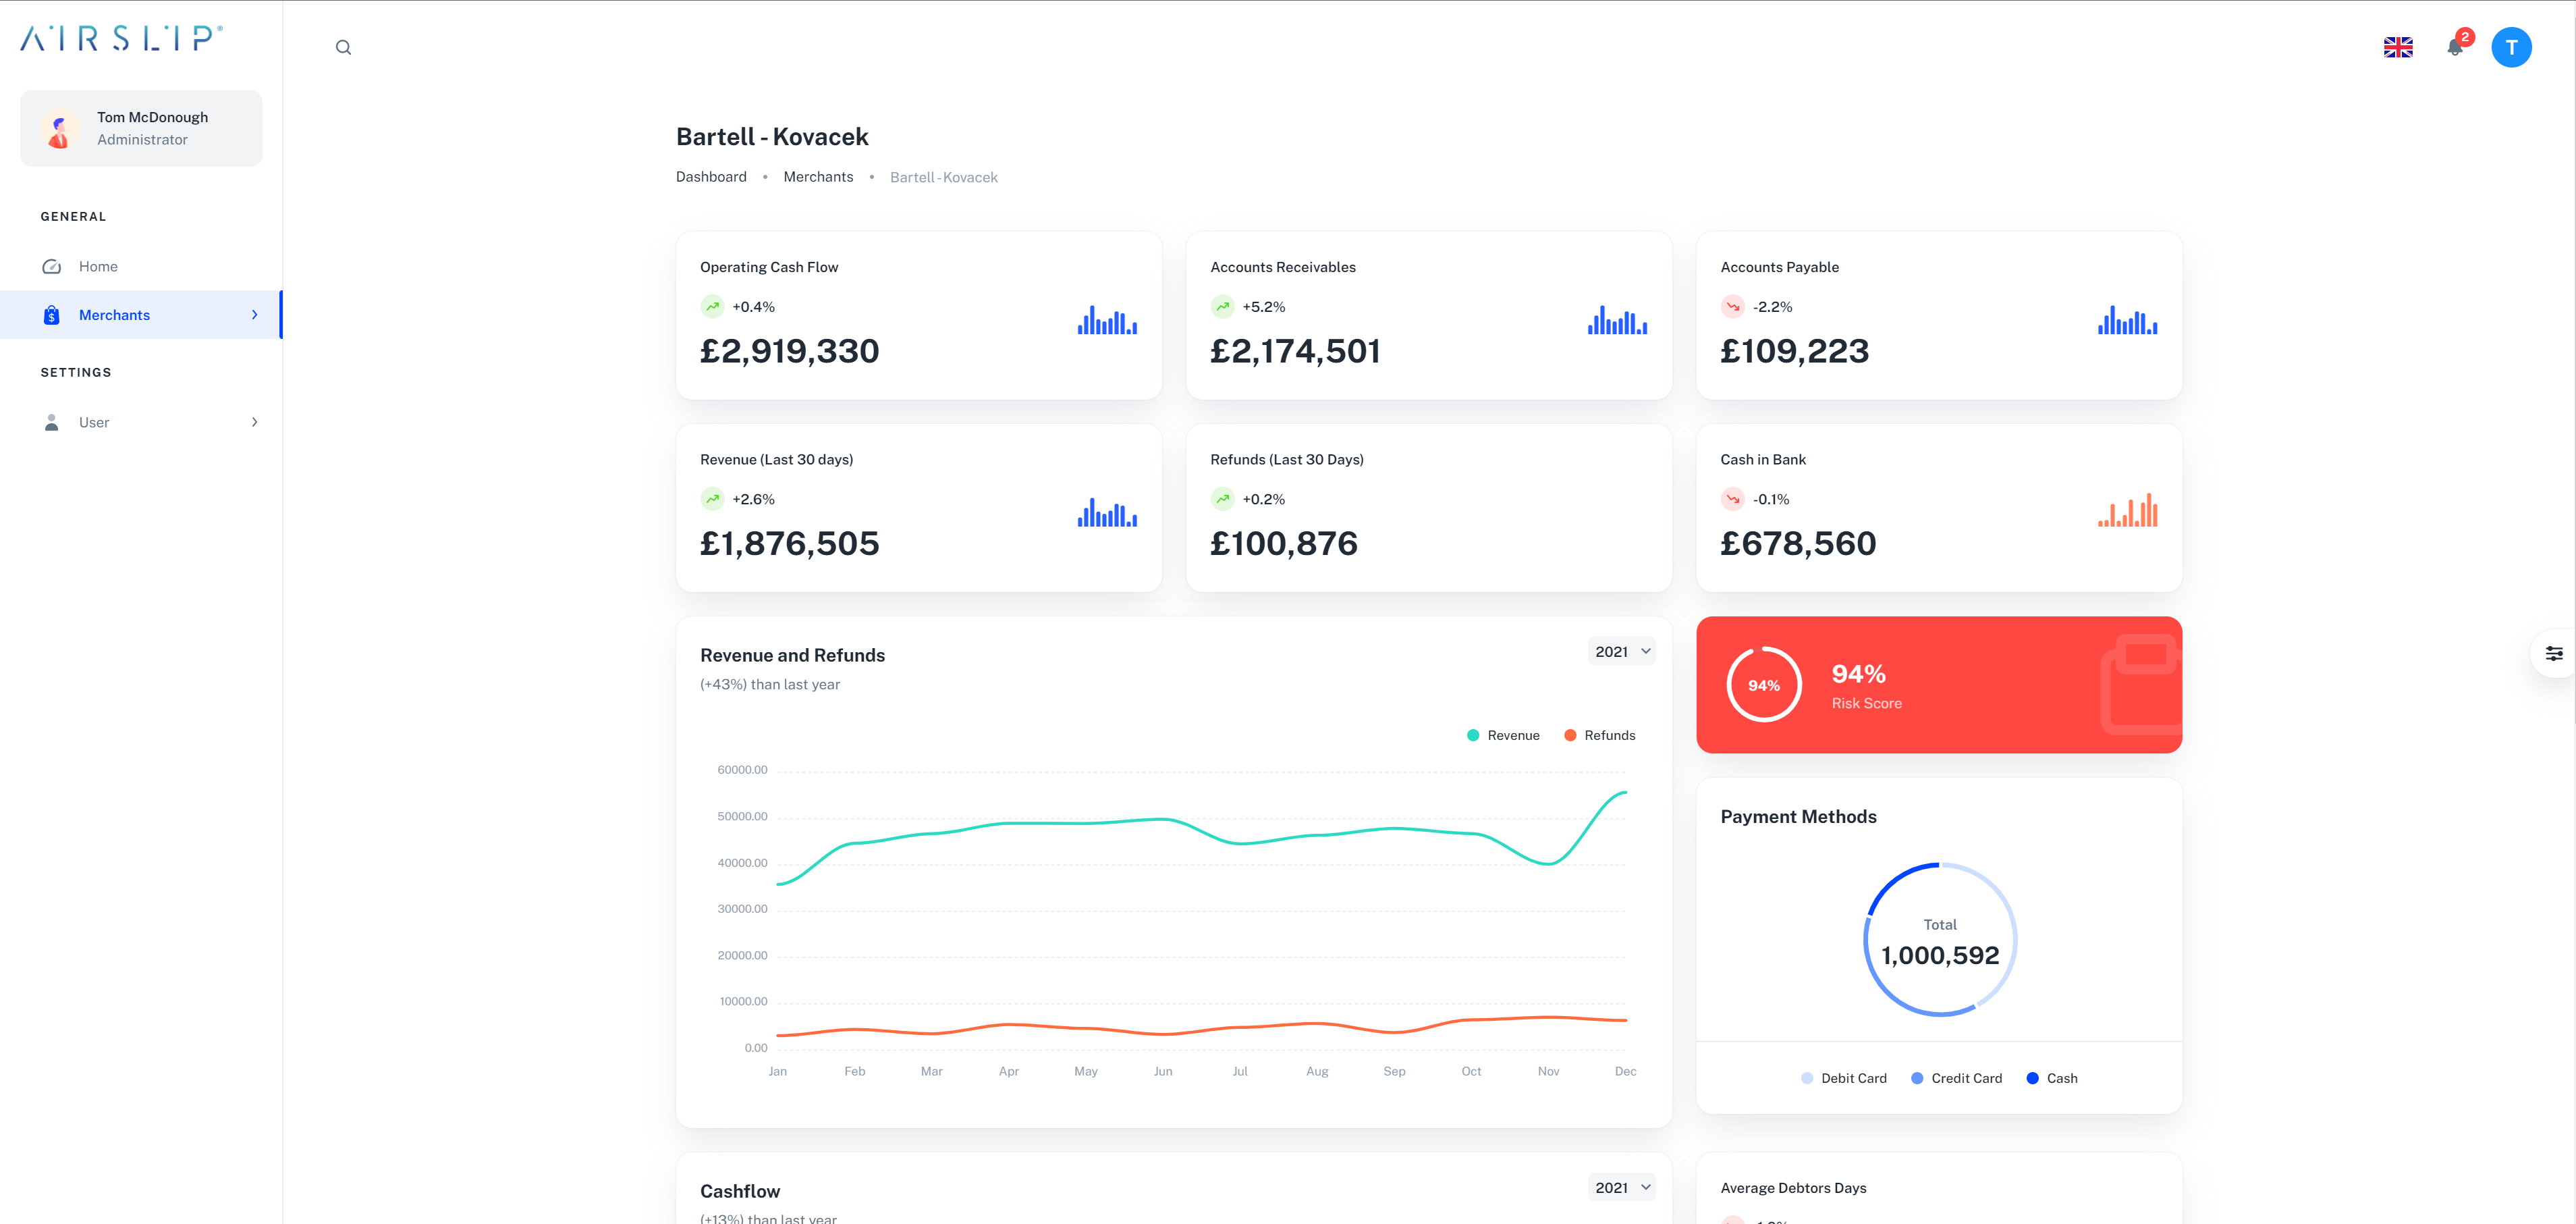 AIRSLIP®
2
T
Tom McDonough
Administrator
GENERAL
Home
Merchants
SETTINGS
User
Bartell - Kovacek
Dashboard • Merchants • Bartell - Kovacek
Operating Cash Flow
+0.4%
£2,919,330
Accounts Receivables
+5.2%
£2,174,501
Accounts Payable
-2.2%
£109,223
Revenue (Last 30 days)
+2.6%
£1,876,505
Refunds (Last 30 Days)
+0.2%
£100,876
Cash in Bank
-0.1%
£678,560
Revenue and Refunds
2021
(+43%) than last year
Revenue Refunds
60000.00
50000.00
40000.00
30000.00
20000.00
10000.00
0.00
Jan Feb Mar Apr May Jun Jul Aug Sep Oct Nov Dec
94%
94%
Risk Score
Payment Methods
Total
1,000,592
Debit Card Credit Card Cash
Cashflow
2021
(+13%) than last year
Average Debtors Days